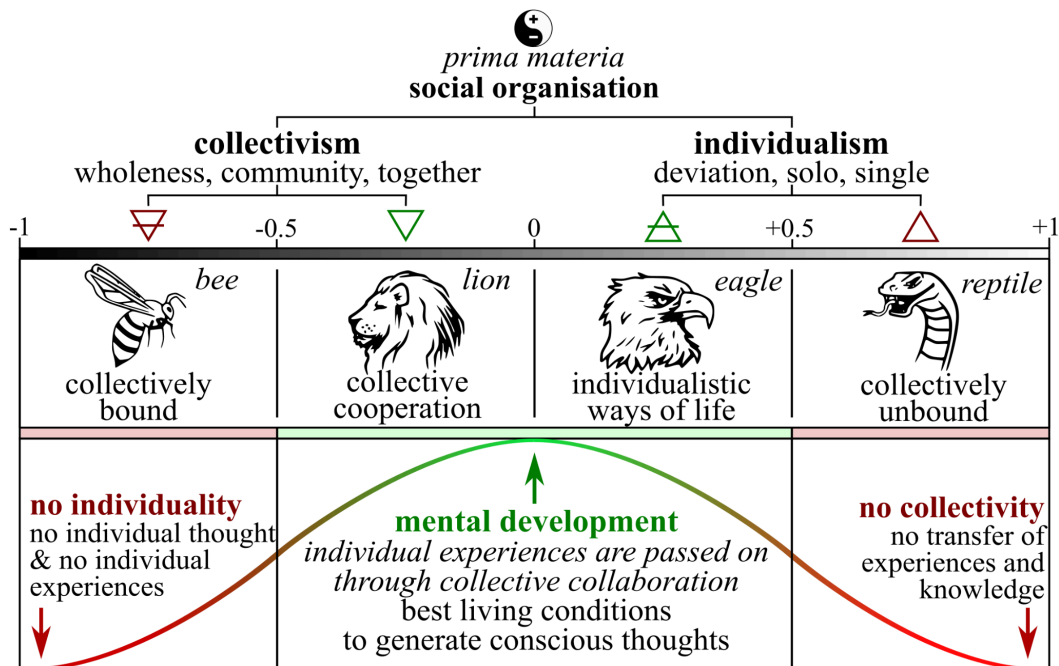 +
−
prima materia
social organisation
collectivism
wholeness, community, together
individualism
deviation, solo, single
-1
-0.5
0
+0.5
+1
bee
collectively
bound
lion
collective
cooperation
eagle
individualistic
ways of life
reptile
collectively
unbound
no individuality
no individual thought
& no individual
experiences
mental development
individual experiences are passed on
through collective collaboration
best living conditions
to generate conscious thoughts
no collectivity
no transfer of
experiences and
knowledge